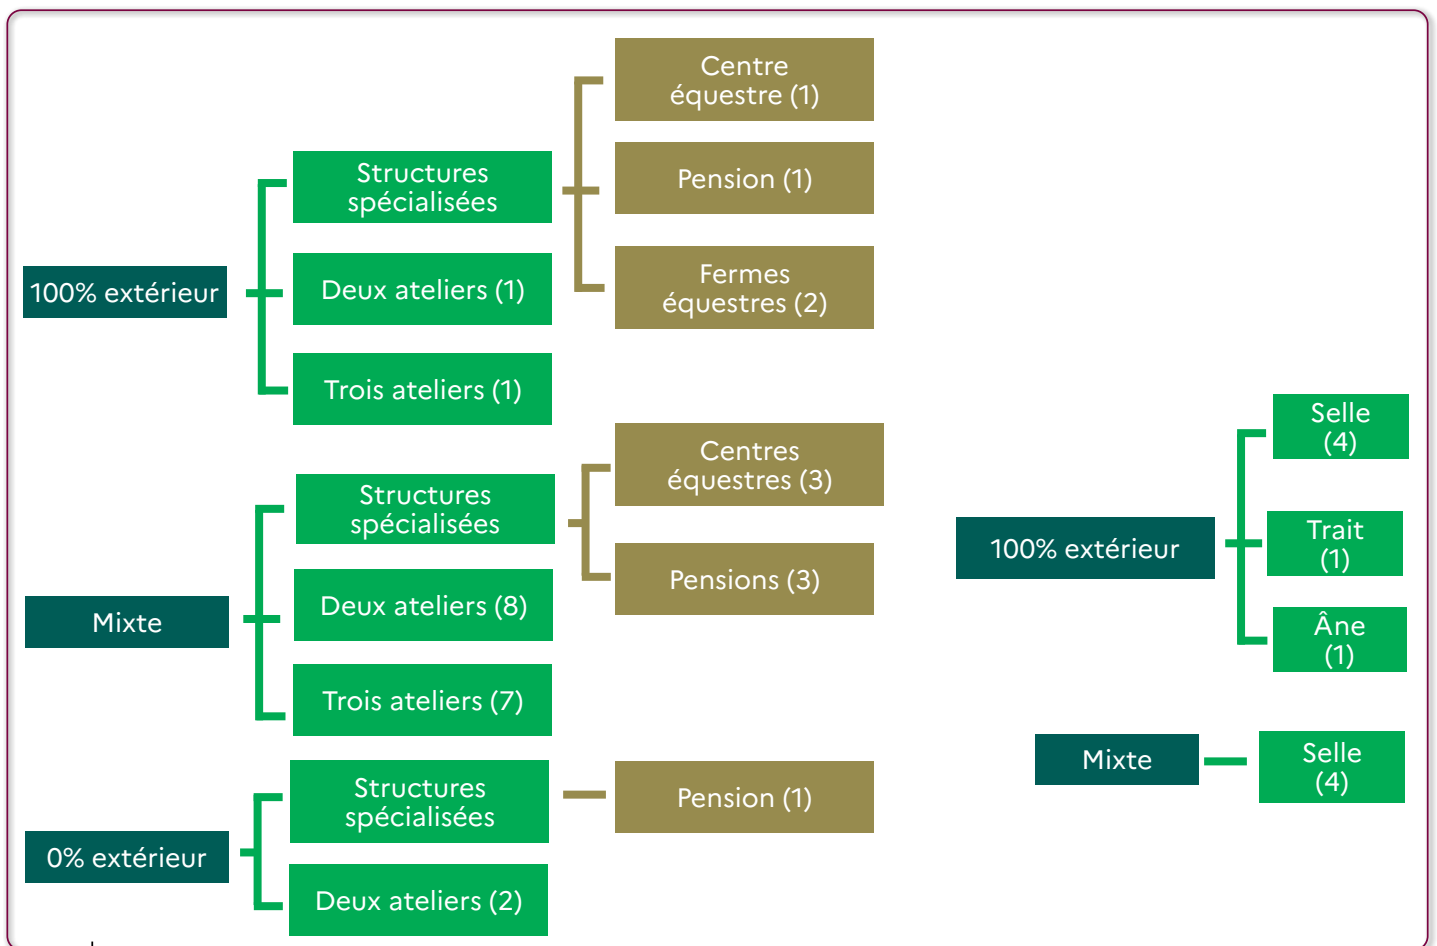 100% extérieur
Structures
spécialisées
Centre
équestre (1)
Pension (1)
Fermes
équestres (2)
Deux ateliers (1)
Trois ateliers (1)
Mixte
Structures
spécialisées
Centres
équestres (3)
Pensions (3)
Deux ateliers (8)
Trois ateliers (7)
0% extérieur
Structures
spécialisées
Pension (1)
Deux ateliers (2)
100% extérieur
Selle
(4)
Trait
(1)
Âne
(1)
Mixte
Selle
(4)